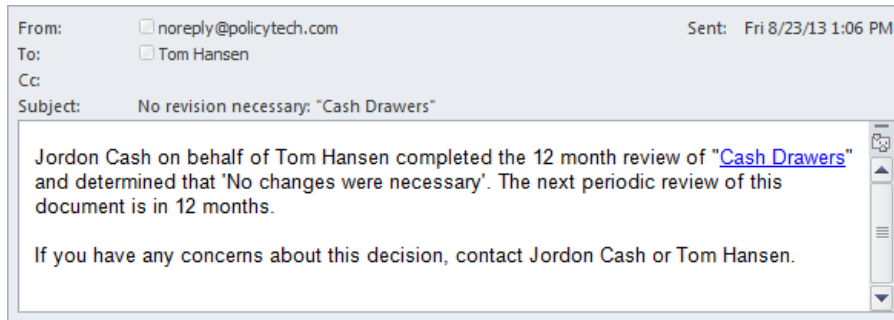 From: noreply@policytech.com Sent: Fri 8/23/13 1:06 PM
To: Tom Hansen
Cc:
Subject: No revision necessary: "Cash Drawers"
Jordon Cash on behalf of Tom Hansen completed the 12 month review of "Cash Drawers"
and determined that 'No changes were necessary'. The next periodic review of this
document is in 12 months.
If you have any concerns about this decision, contact Jordon Cash or Tom Hansen.